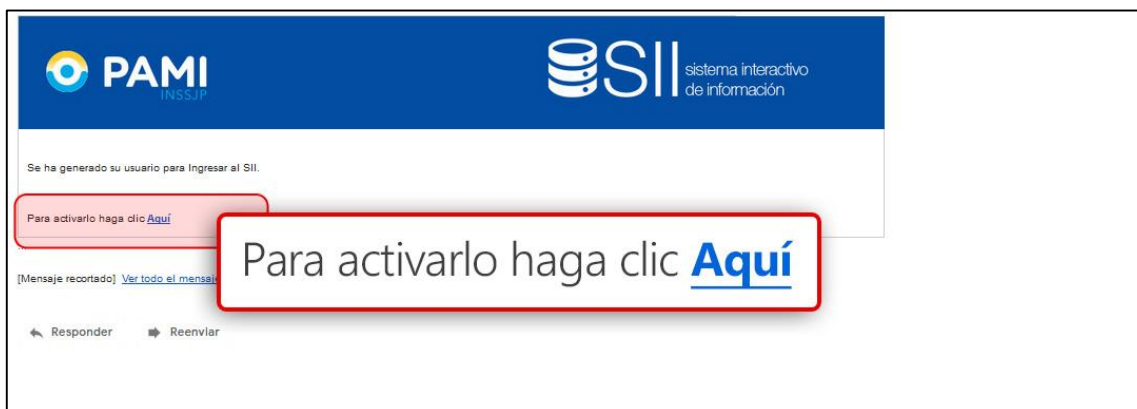 PAMI
INSSJP
SII sistema interactivo
de información
Se ha generado su usuario para Ingresar al SII.
Para activarlo haga clic Aquí
Para activarlo haga clic Aquí
[Mensaje recortado] Ver todo el mensaje
Responder Reenviar